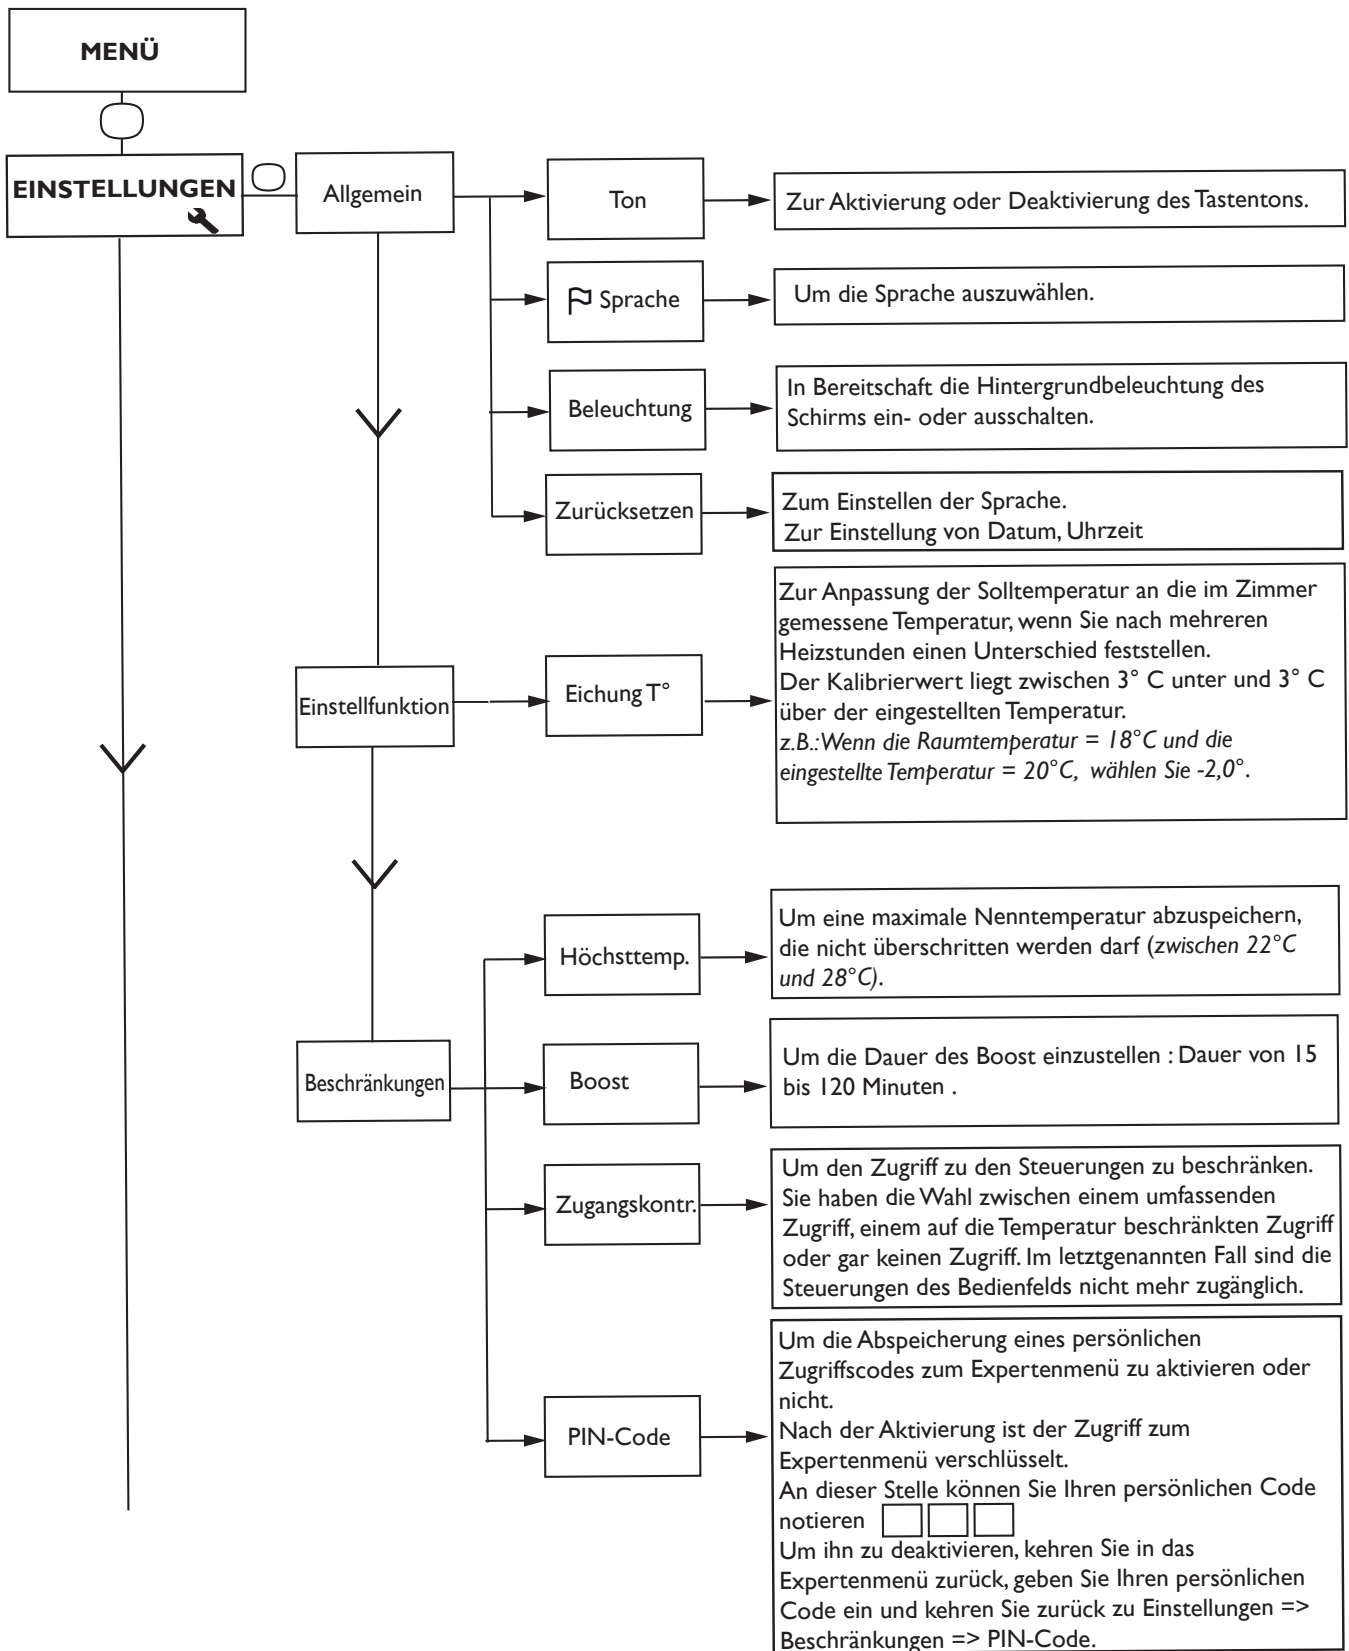 MENÜ
EINSTELLUNGEN
Allgemein
Ton
Zur Aktivierung oder Deaktivierung des Tastentons.
Sprache
Um die Sprache auszuwählen.
Beleuchtung
In Bereitschaft die Hintergrundbeleuchtung des
Schirms ein- oder ausschalten.
Zurücksetzen
Zum Einstellen der Sprache.
Zur Einstellung von Datum, Uhrzeit
Einstellfunktion
Eichung T°
Zur Anpassung der Solltemperatur an die im Zimmer
gemessene Temperatur, wenn Sie nach mehreren
Heizstunden einen Unterschied feststellen.
Der Kalibrierwert liegt zwischen 3° C unter und 3° C
über der eingestellten Temperatur.
z.B.: Wenn die Raumtemperatur = 18°C und die
eingestellte Temperatur = 20°C, wählen Sie -2,0°.
Beschränkungen
Höchsttemp.
Um eine maximale Nenntemperatur abzuspeichern,
die nicht überschritten werden darf (zwischen 22°C
und 28°C).
Boost
Um die Dauer des Boost einzustellen : Dauer von 15
bis 120 Minuten .
Zugangskontr.
Um den Zugriff zu den Steuerungen zu beschränken.
Sie haben die Wahl zwischen einem umfassenden
Zugriff, einem auf die Temperatur beschränkten Zugriff
oder gar keinen Zugriff. Im letztgenannten Fall sind die
Steuerungen des Bedienfelds nicht mehr zugänglich.
PIN-Code
Um die Abspeicherung eines persönlichen
Zugriffscodes zum Expertenmenü zu aktivieren oder
nicht.
Nach der Aktivierung ist der Zugriff zum
Expertenmenü verschlüsselt.
An dieser Stelle können Sie Ihren persönlichen Code
notieren
Um ihn zu deaktivieren, kehren Sie in das
Expertenmenü zurück, geben Sie Ihren persönlichen
Code ein und kehren Sie zurück zu Einstellungen =>
Beschränkungen => PIN-Code.